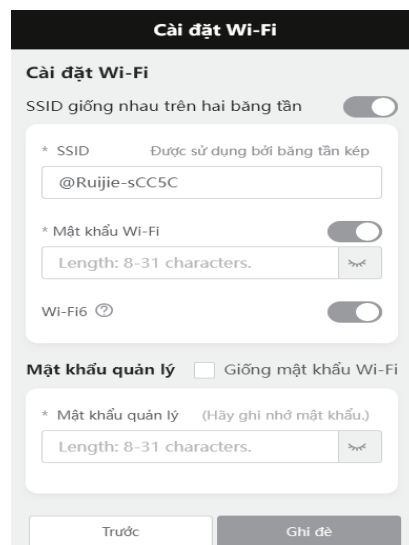 Cài đặt Wi-Fi
Cài đặt Wi-Fi
SSID giống nhau trên hai băng tần
* SSID Được sử dụng bởi băng tần kép
@Ruijie-sCC5C
* Mật khẩu Wi-Fi
Length: 8-31 characters.
Wi-Fi6 ?
Mật khẩu quản lý Giống mật khẩu Wi-Fi
* Mật khẩu quản lý (Hãy ghi nhớ mật khẩu.)
Length: 8-31 characters.
Trước Ghi đè